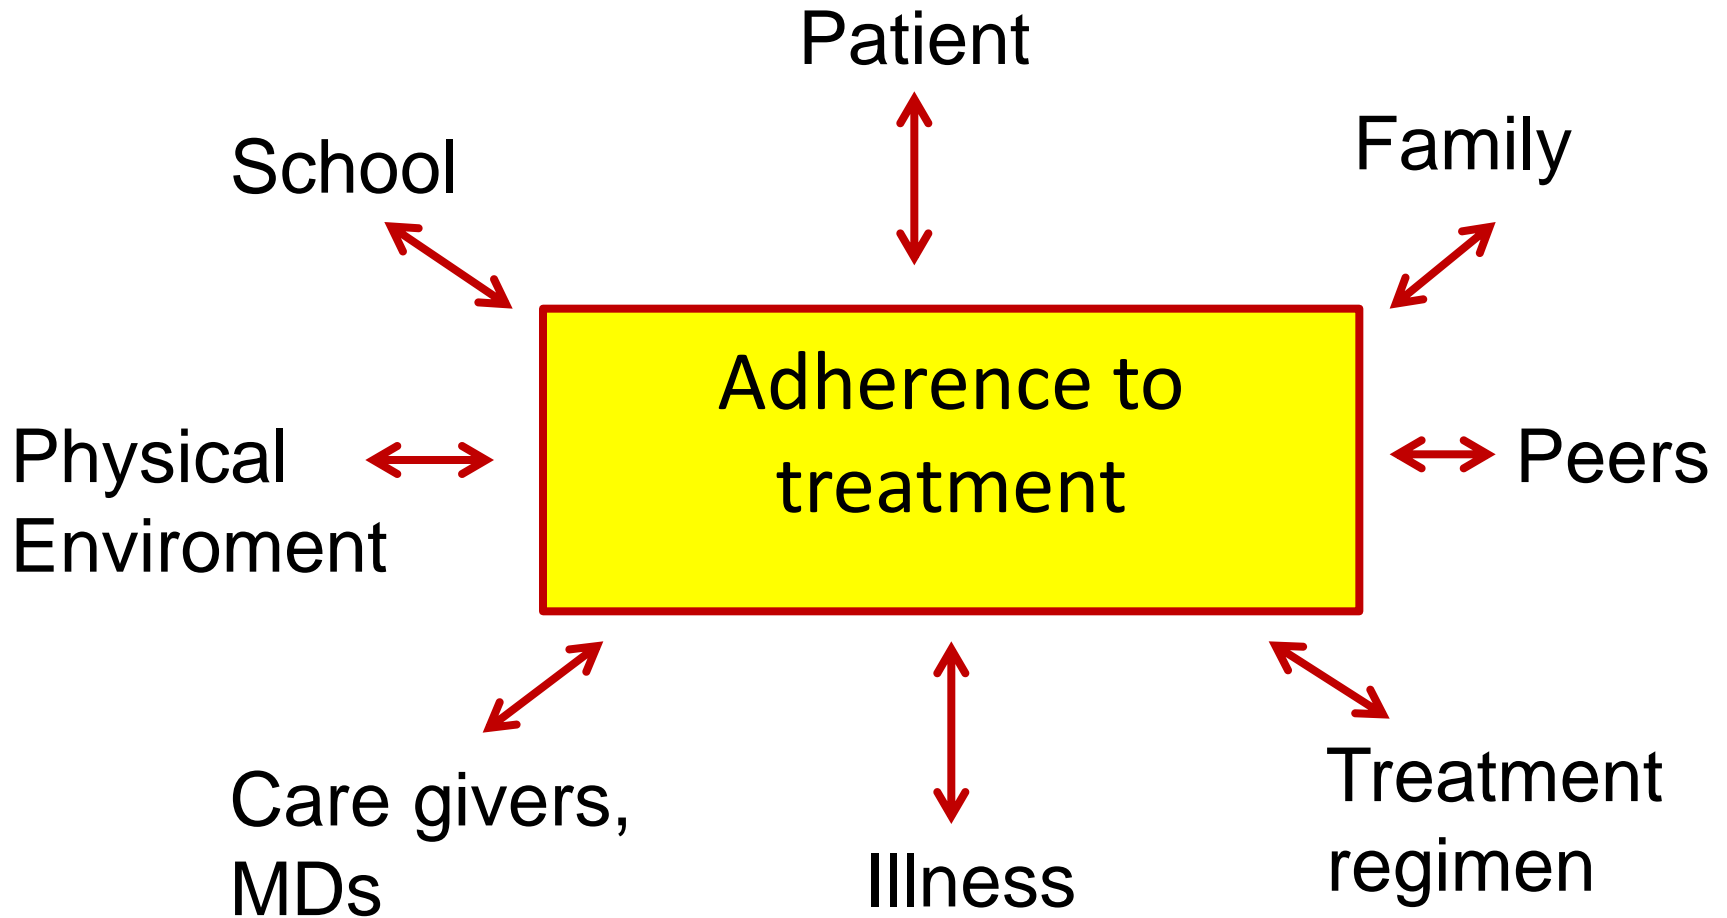 Patient
School
Family
Adherence to
treatment
Physical
Enviroment
Peers
Care givers,
MDs
Illness
Treatment
regimen